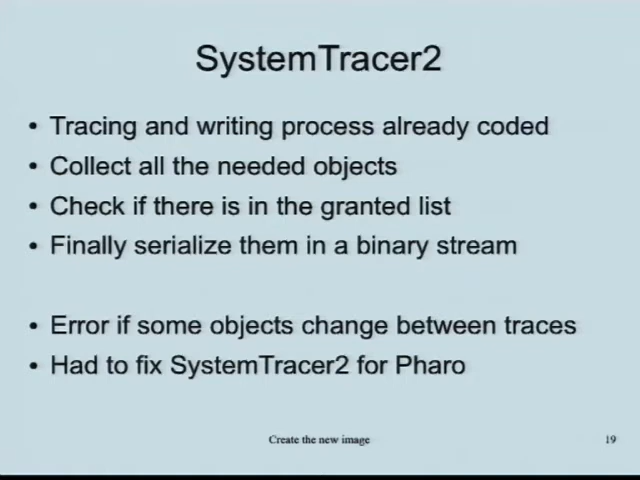 SystemTracer2
• Tracing and writing process already coded
• Collect all the needed objects
• Check if there is in the granted list
• Finally serialize them in a binary stream
• Error if some objects change between traces
• Had to fix SystemTracer2 for Pharo
Create the new image
19